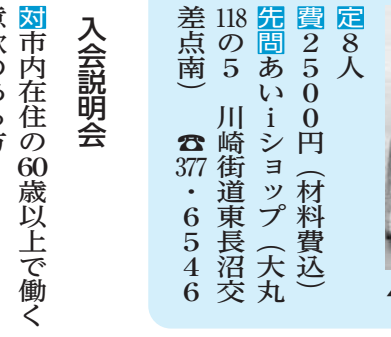 定8人
費2500円(材料費込)
先問あいiショップ(大丸
118の5 川崎街道東長沼交
差点南) ☎377・6546
入会説明会
対市内在住の60歳以上で働く